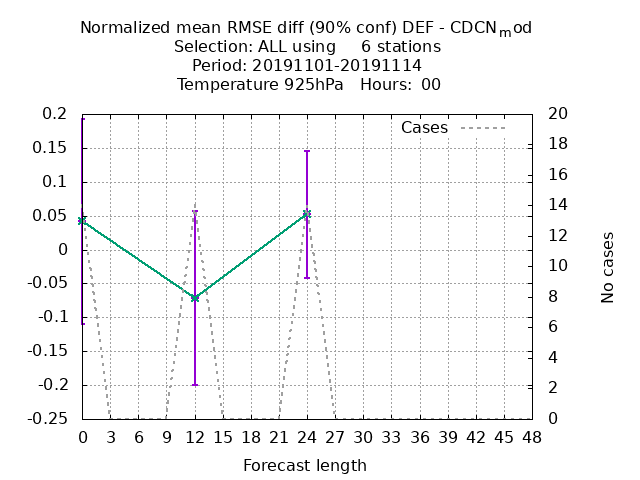 Normalized mean RMSE diff (90% conf) DEF - CDCN_mod
Selection: ALL using 6 stations
Period: 20191101-20191114
Temperature 925hPa Hours: 00
Cases
0.2
0.15
0.1
0.05
0
-0.05
-0.1
-0.15
-0.2
-0.25
20
18
16
14
12
10
8
6
4
2
0
No cases
0 3 6 9 12 15 18 21 24 27 30 33 36 39 42 45 48
Forecast length